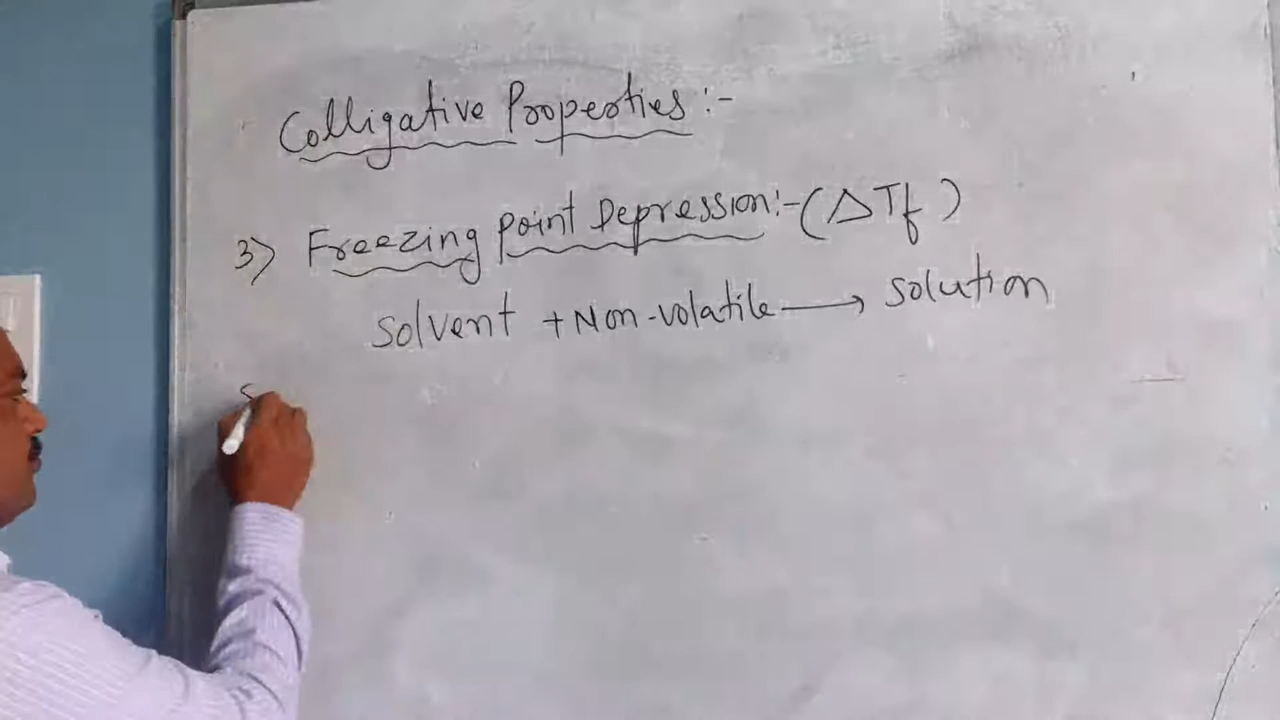 Colligative Properties :-
3) Freezing point Depression :- (ΔTf)
solvent + Non-volatile ⟶ solution
S